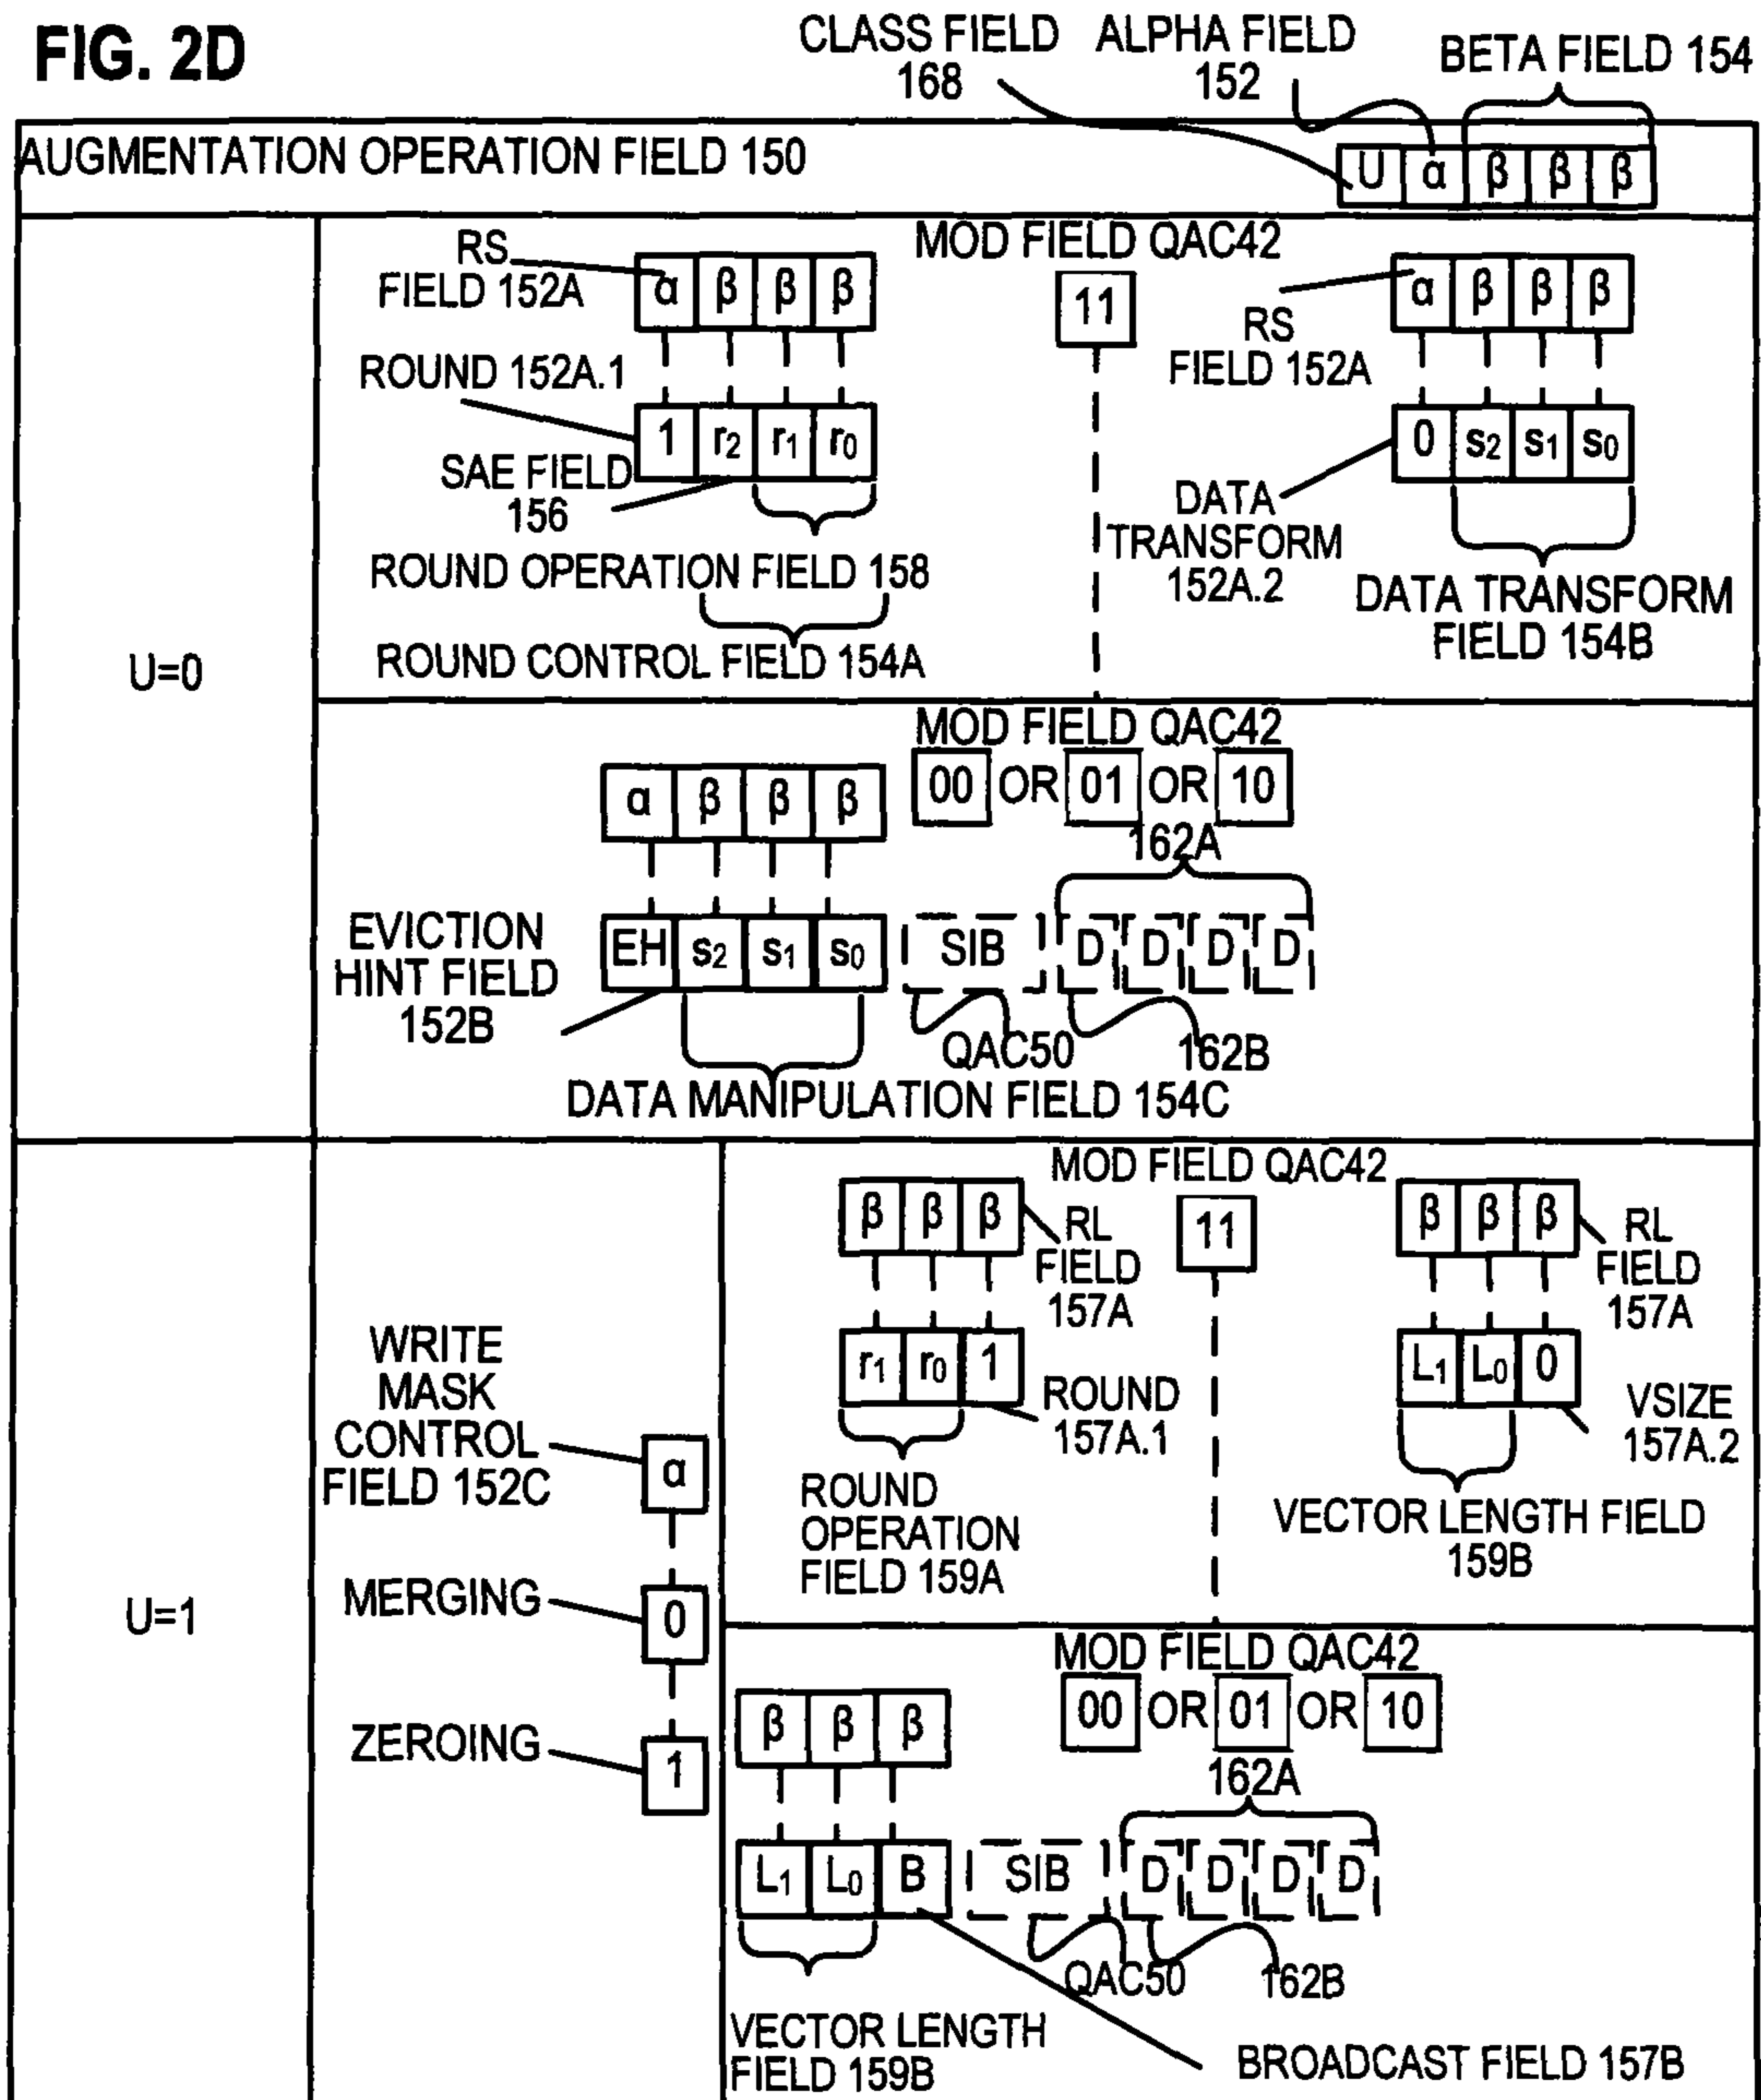 FIG. 2D
CLASS FIELD
168
ALPHA FIELD
152
BETA FIELD 154
AUGMENTATION OPERATION FIELD 150
U α β β β
U=0
MOD FIELD QAC42
11
RS
FIELD 152A
α β β β
ROUND 152A.1
1 r2 r1 r0
SAE FIELD
156
ROUND OPERATION FIELD 158
ROUND CONTROL FIELD 154A
α β β β
RS
FIELD 152A
0 s2 s1 s0
DATA
TRANSFORM
152A.2
DATA TRANSFORM
FIELD 154B
MOD FIELD QAC42
00 OR 01 OR 10
α β β β
162A
EVICTION
HINT FIELD
152B
EH s2 s1 s0 SIB D D D D
QAC50
162B
DATA MANIPULATION FIELD 154C
U=1
WRITE
MASK
CONTROL
FIELD 152C
α
MERGING
0
ZEROING
1
MOD FIELD QAC42
11
β β β
RL
FIELD
157A
r1 r0 1
ROUND
157A.1
ROUND
OPERATION
FIELD 159A
β β β
RL
FIELD
157A
L1 L0 0
VSIZE
157A.2
VECTOR LENGTH FIELD
159B
MOD FIELD QAC42
00 OR 01 OR 10
β β β
162A
L1 L0 B SIB D D D D
QAC50
162B
VECTOR LENGTH
FIELD 159B
BROADCAST FIELD 157B